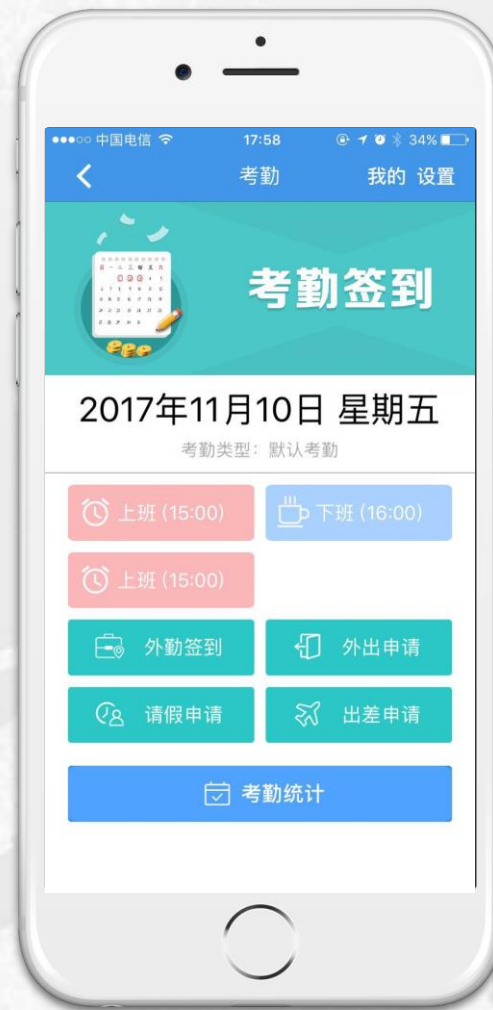 中国电信 17:58 34%
考勤 我的 设置
考勤签到
2017年11月10日 星期五
考勤类型：默认考勤
上班 (15:00) 下班 (16:00)
上班 (15:00)
外勤签到 外出申请
请假申请 出差申请
考勤统计